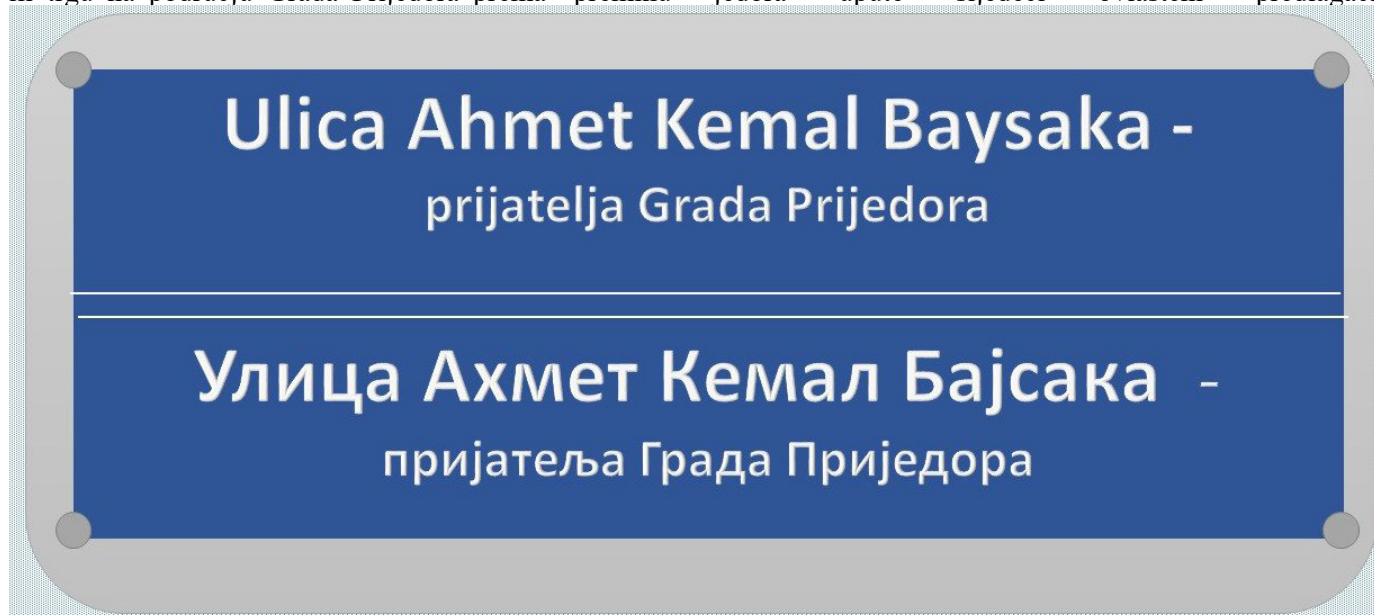 Ulica Ahmet Kemal Baysaka -
prijatelja Grada Prijedora
Улица Ахмет Кемал Бајсака -
пријатеља Града Приједора